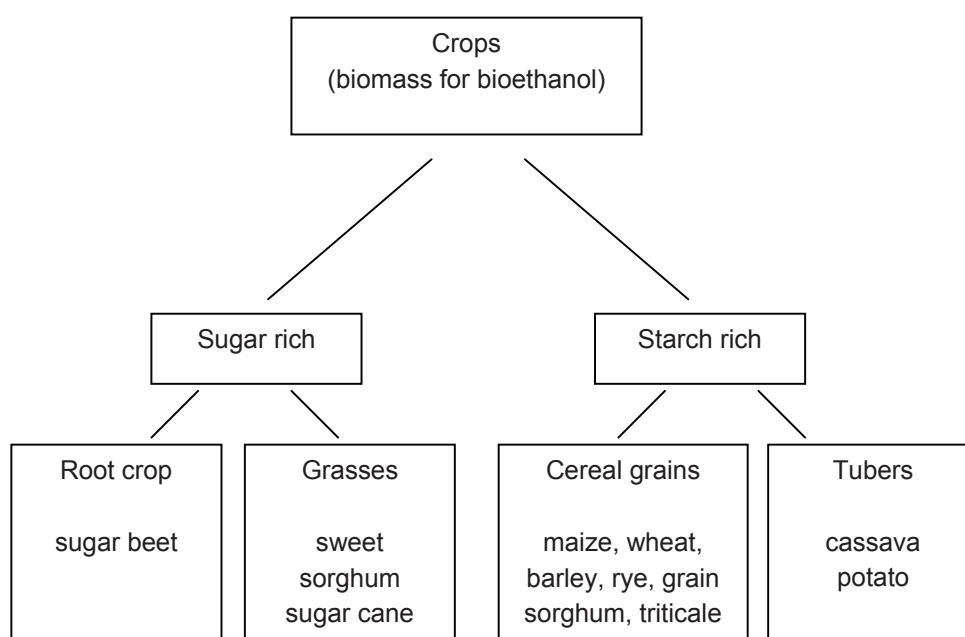 Crops
(biomass for bioethanol)
Sugar rich
Starch rich
Root crop
sugar beet
Grasses
sweet
sorghum
sugar cane
Cereal grains
maize, wheat,
barley, rye, grain
sorghum, triticale
Tubers
cassava
potato